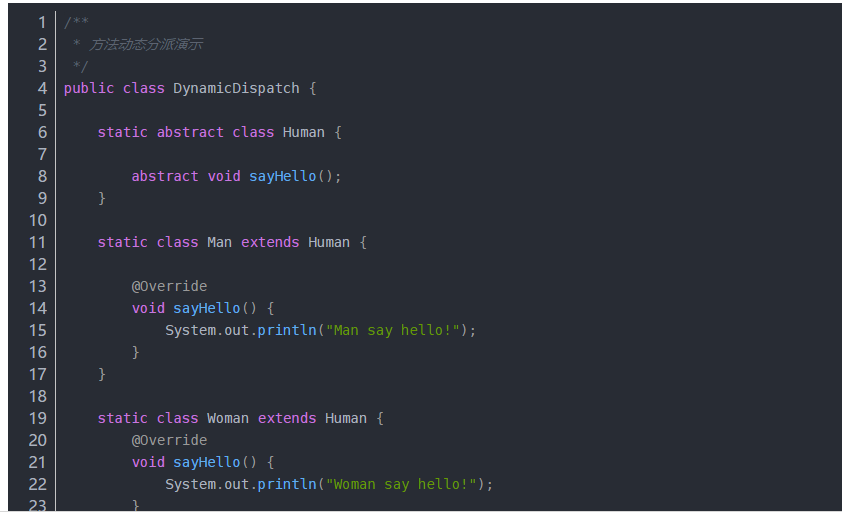 1 /**
2  * 方法动态分派演示
3  */
4 public class DynamicDispatch {
5
6     static abstract class Human {
7
8         abstract void sayHello();
9     }
10
11     static class Man extends Human {
12
13         @Override
14         void sayHello() {
15             System.out.println("Man say hello!");
16         }
17     }
18
19     static class Woman extends Human {
20         @Override
21         void sayHello() {
22             System.out.println("Woman say hello!");
23         }